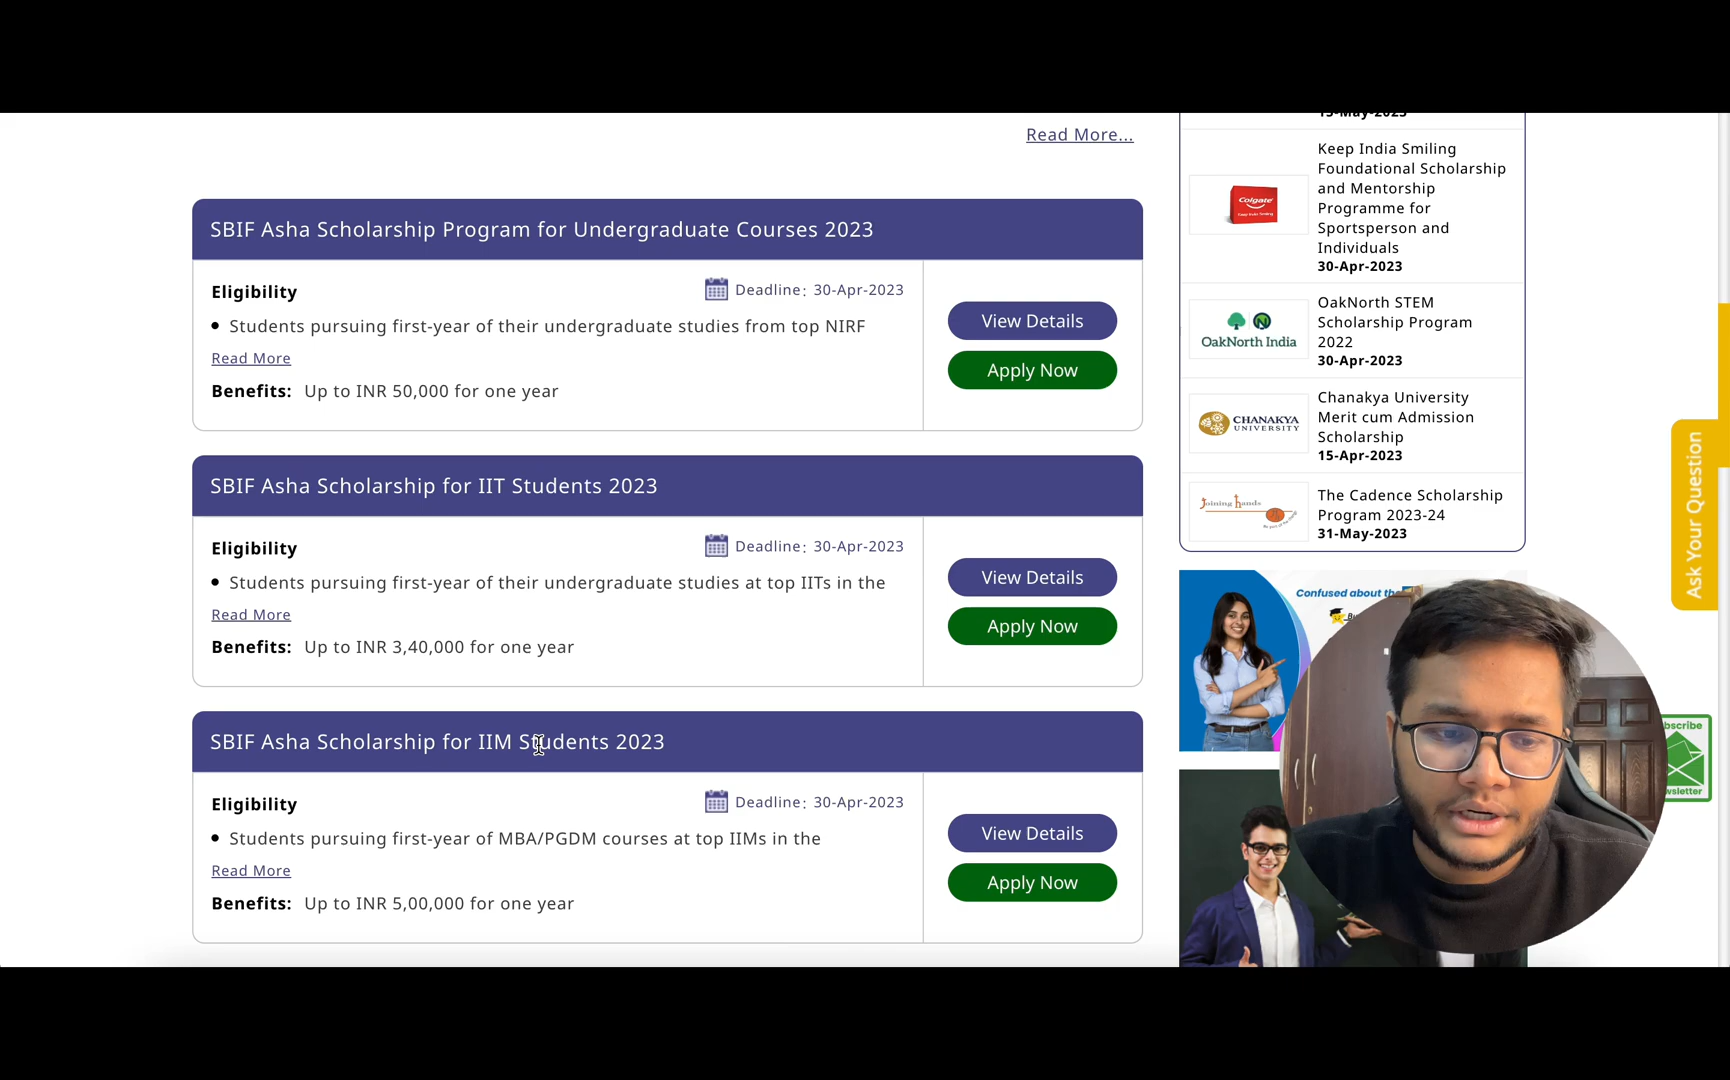 Read More...
SBIF Asha Scholarship Program for Undergraduate Courses 2023
Eligibility
Deadline: 30-Apr-2023
Students pursuing first-year of their undergraduate studies from top NIRF
Read More
Benefits: Up to INR 50,000 for one year
View Details
Apply Now
SBIF Asha Scholarship for IIT Students 2023
Eligibility
Deadline: 30-Apr-2023
Students pursuing first-year of their undergraduate studies at top IITs in the
Read More
Benefits: Up to INR 3,40,000 for one year
View Details
Apply Now
SBIF Asha Scholarship for IIM Students 2023
Eligibility
Deadline: 30-Apr-2023
Students pursuing first-year of MBA/PGDM courses at top IIMs in the
Read More
Benefits: Up to INR 5,00,000 for one year
View Details
Apply Now
15-May-2023
Colgate
Keep India Smiling
Foundational Scholarship
and Mentorship
Programme for
Sportsperson and
Individuals
30-Apr-2023
OakNorth India
OakNorth STEM
Scholarship Program
2022
30-Apr-2023
CHANAKYA
UNIVERSITY
Chanakya University
Merit cum Admission
Scholarship
15-Apr-2023
Joining hands
The Cadence Scholarship
Program 2023-24
31-May-2023
Confused about the
Ask Your Question
bscribe
wsletter